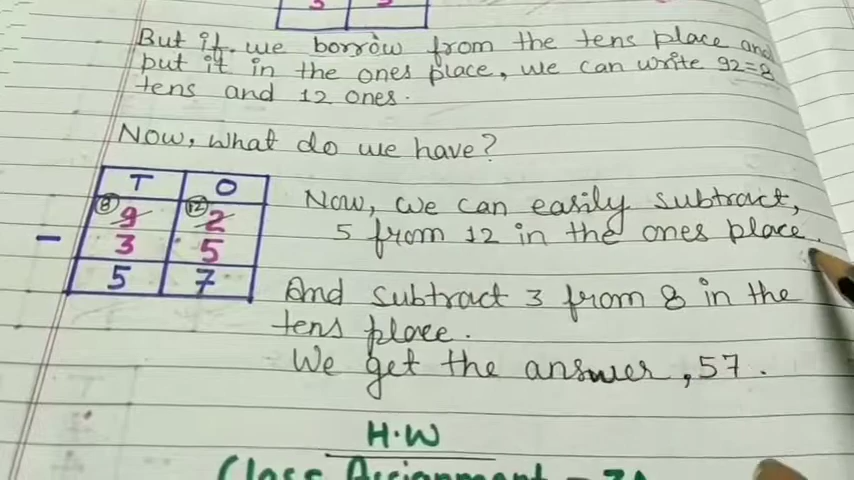 But if we borrow from the tens place and
put it in the ones place, we can write 92=8
tens and 12 ones.
Now, what do we have?
T O
8 9 12 2
- 3 5
5 7
Now, we can easily subtract,
5 from 12 in the ones place.
And subtract 3 from 8 in the
tens place.
We get the answer, 57.
H.W
Class Assignment -